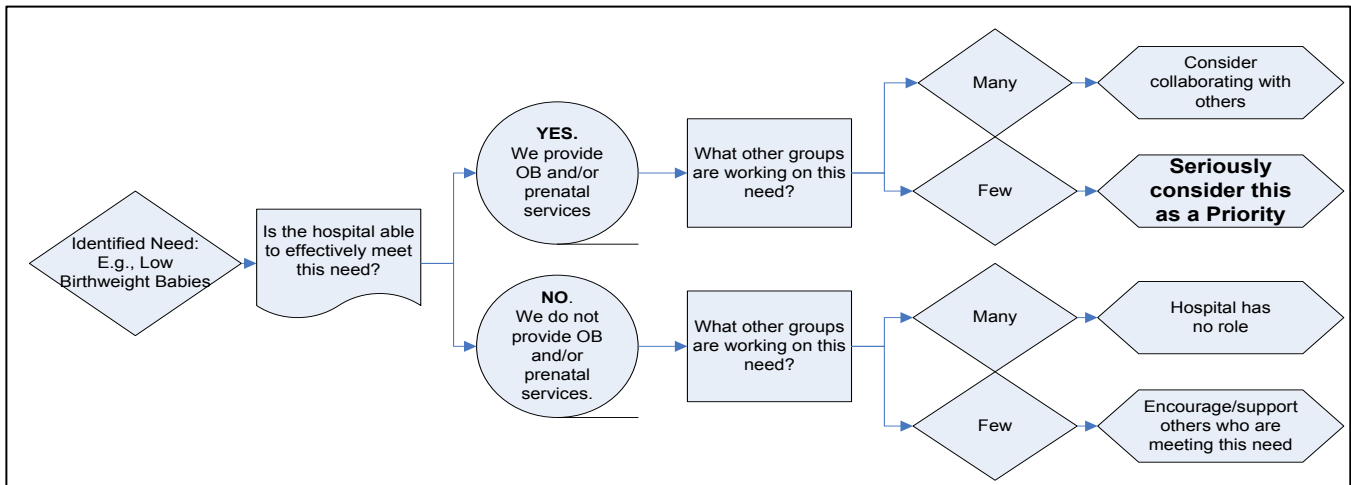 Identified Need:
E.g., Low
Birthweight Babies
Is the hospital able
to effectively meet
this need?
YES.
We provide
OB and/or
prenatal
services
What other groups
are working on this
need?
Many
Consider
collaborating with
others
Few
Seriously
consider this
as a Priority
NO.
We do not
provide OB
and/or
prenatal
services.
What other groups
are working on this
need?
Many
Hospital has
no role
Few
Encourage/support
others who are
meeting this need